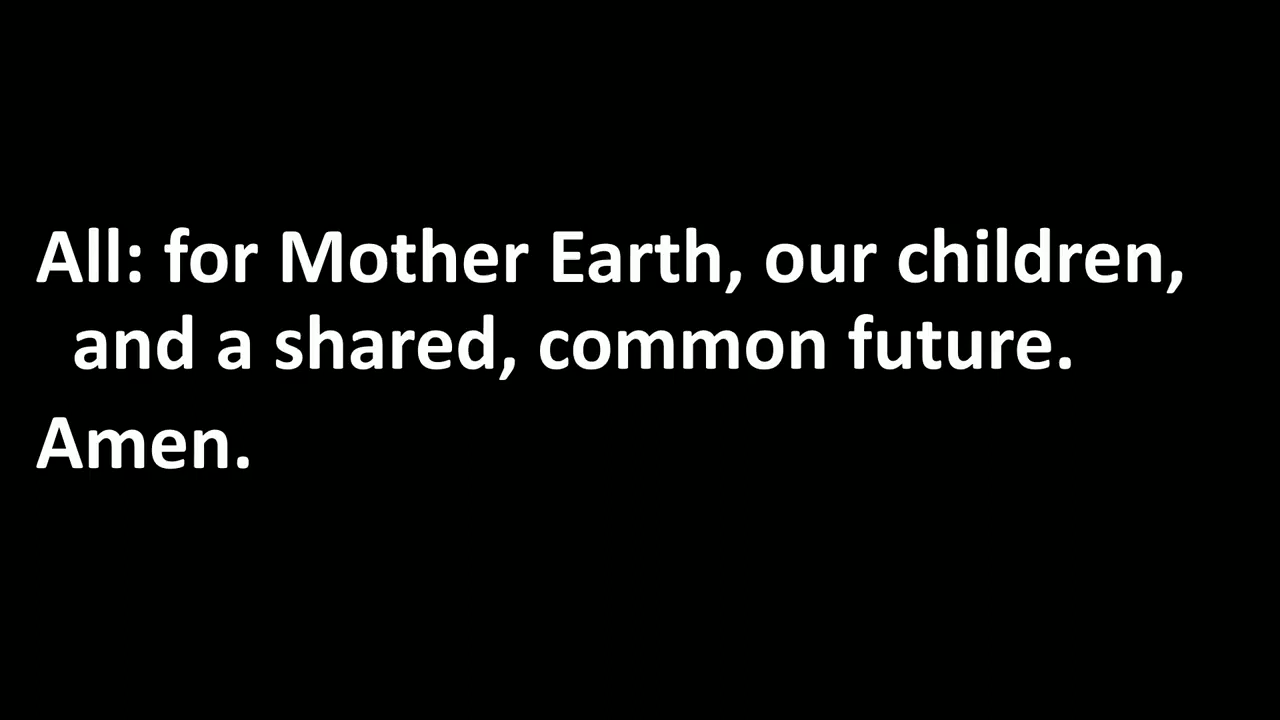 All: for Mother Earth, our children,
and a shared, common future.
Amen.